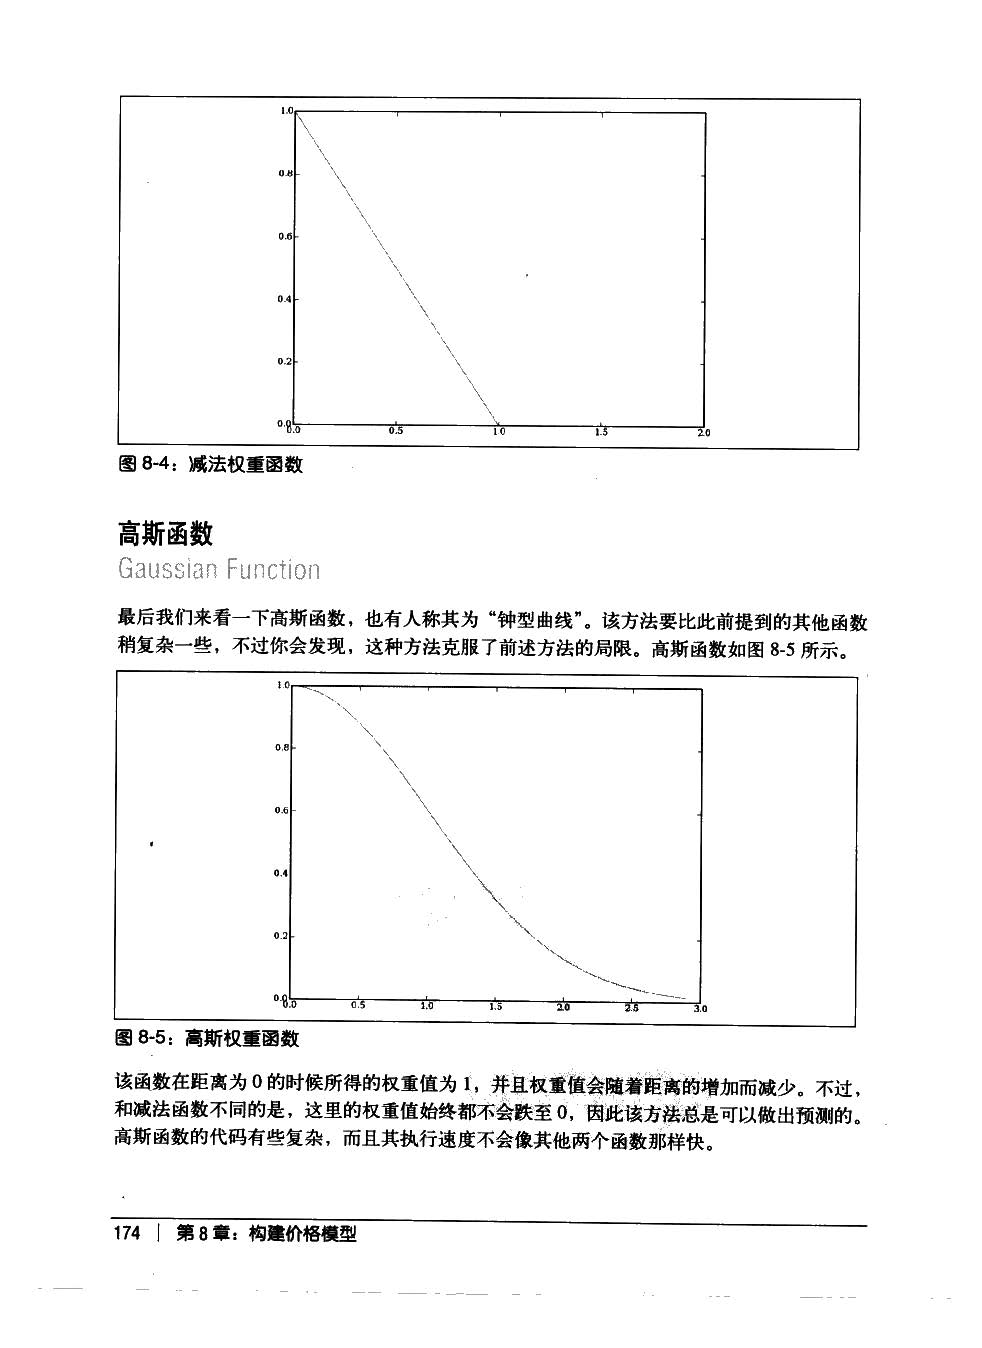 1.0
0.8
0.6
0.4
0.2
0.0
0.0 0.5 1.0 1.5 2.0
图 8-4：减法权重函数
高斯函数
Gaussian Function
最后我们来看一下高斯函数，也有人称其为“钟型曲线”。该方法要比此前提到的其他函数
稍复杂一些，不过你会发现，这种方法克服了前述方法的局限。高斯函数如图 8-5 所示。
1.0
0.8
0.6
0.4
0.2
0.0
0.0 0.5 1.0 1.5 2.0 2.5 3.0
图 8-5：高斯权重函数
该函数在距离为 0 的时候所得的权重值为 1，并且权重值会随着距离的增加而减少。不过，
和减法函数不同的是，这里的权重值始终都不会跌至 0，因此该方法总是可以做出预测的。
高斯函数的代码有些复杂，而且其执行速度不会像其他两个函数那样快。
174 | 第 8 章：构建价格模型